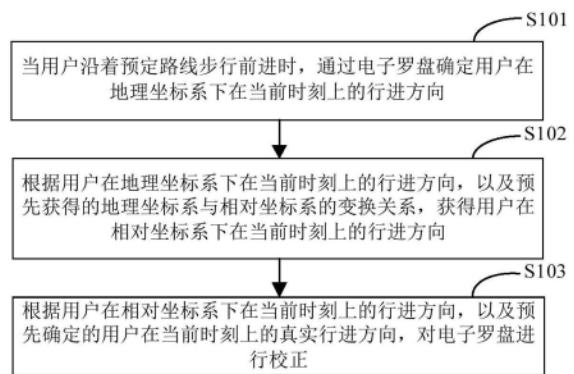 S101
当用户沿着预定路线步行前进时，通过电子罗盘确定用户在
地理坐标系下在当前时刻上的行进方向
S102
根据用户在地理坐标系下在当前时刻上的行进方向，以及预
先获得的地理坐标系与相对坐标系的变换关系，获得用户在
相对坐标系下在当前时刻上的行进方向
S103
根据用户在相对坐标系下在当前时刻上的行进方向，以及预
先确定的用户在当前时刻上的真实行进方向，对电子罗盘进
行校正